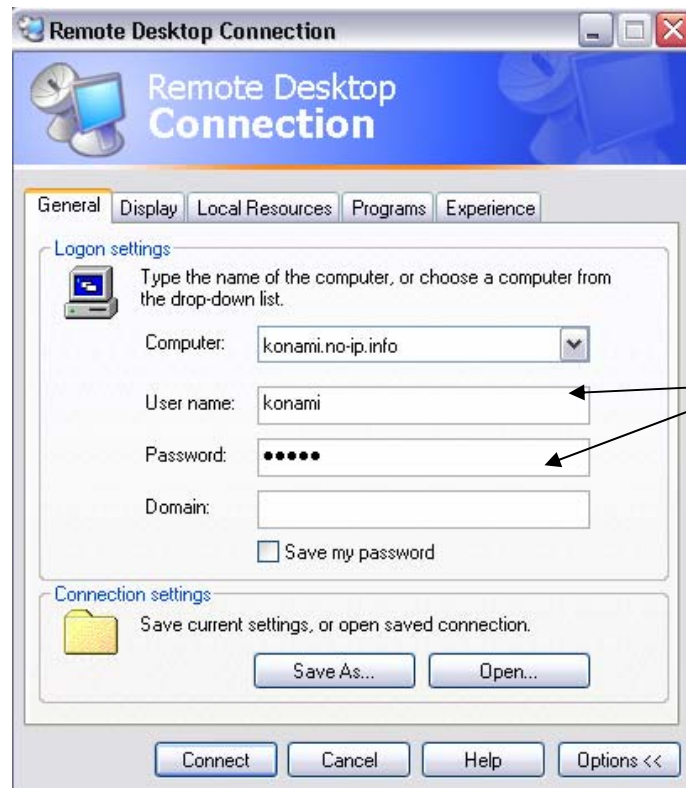 Remote Desktop Connection
Remote Desktop
Connection
General Display Local Resources Programs Experience
Logon settings
Type the name of the computer, or choose a computer from
the drop-down list.
Computer: konami.no-ip.info
User name: konami
Password: •••••
Domain:
Save my password
Connection settings
Save current settings, or open saved connection.
Save As... Open...
Connect Cancel Help Options <<